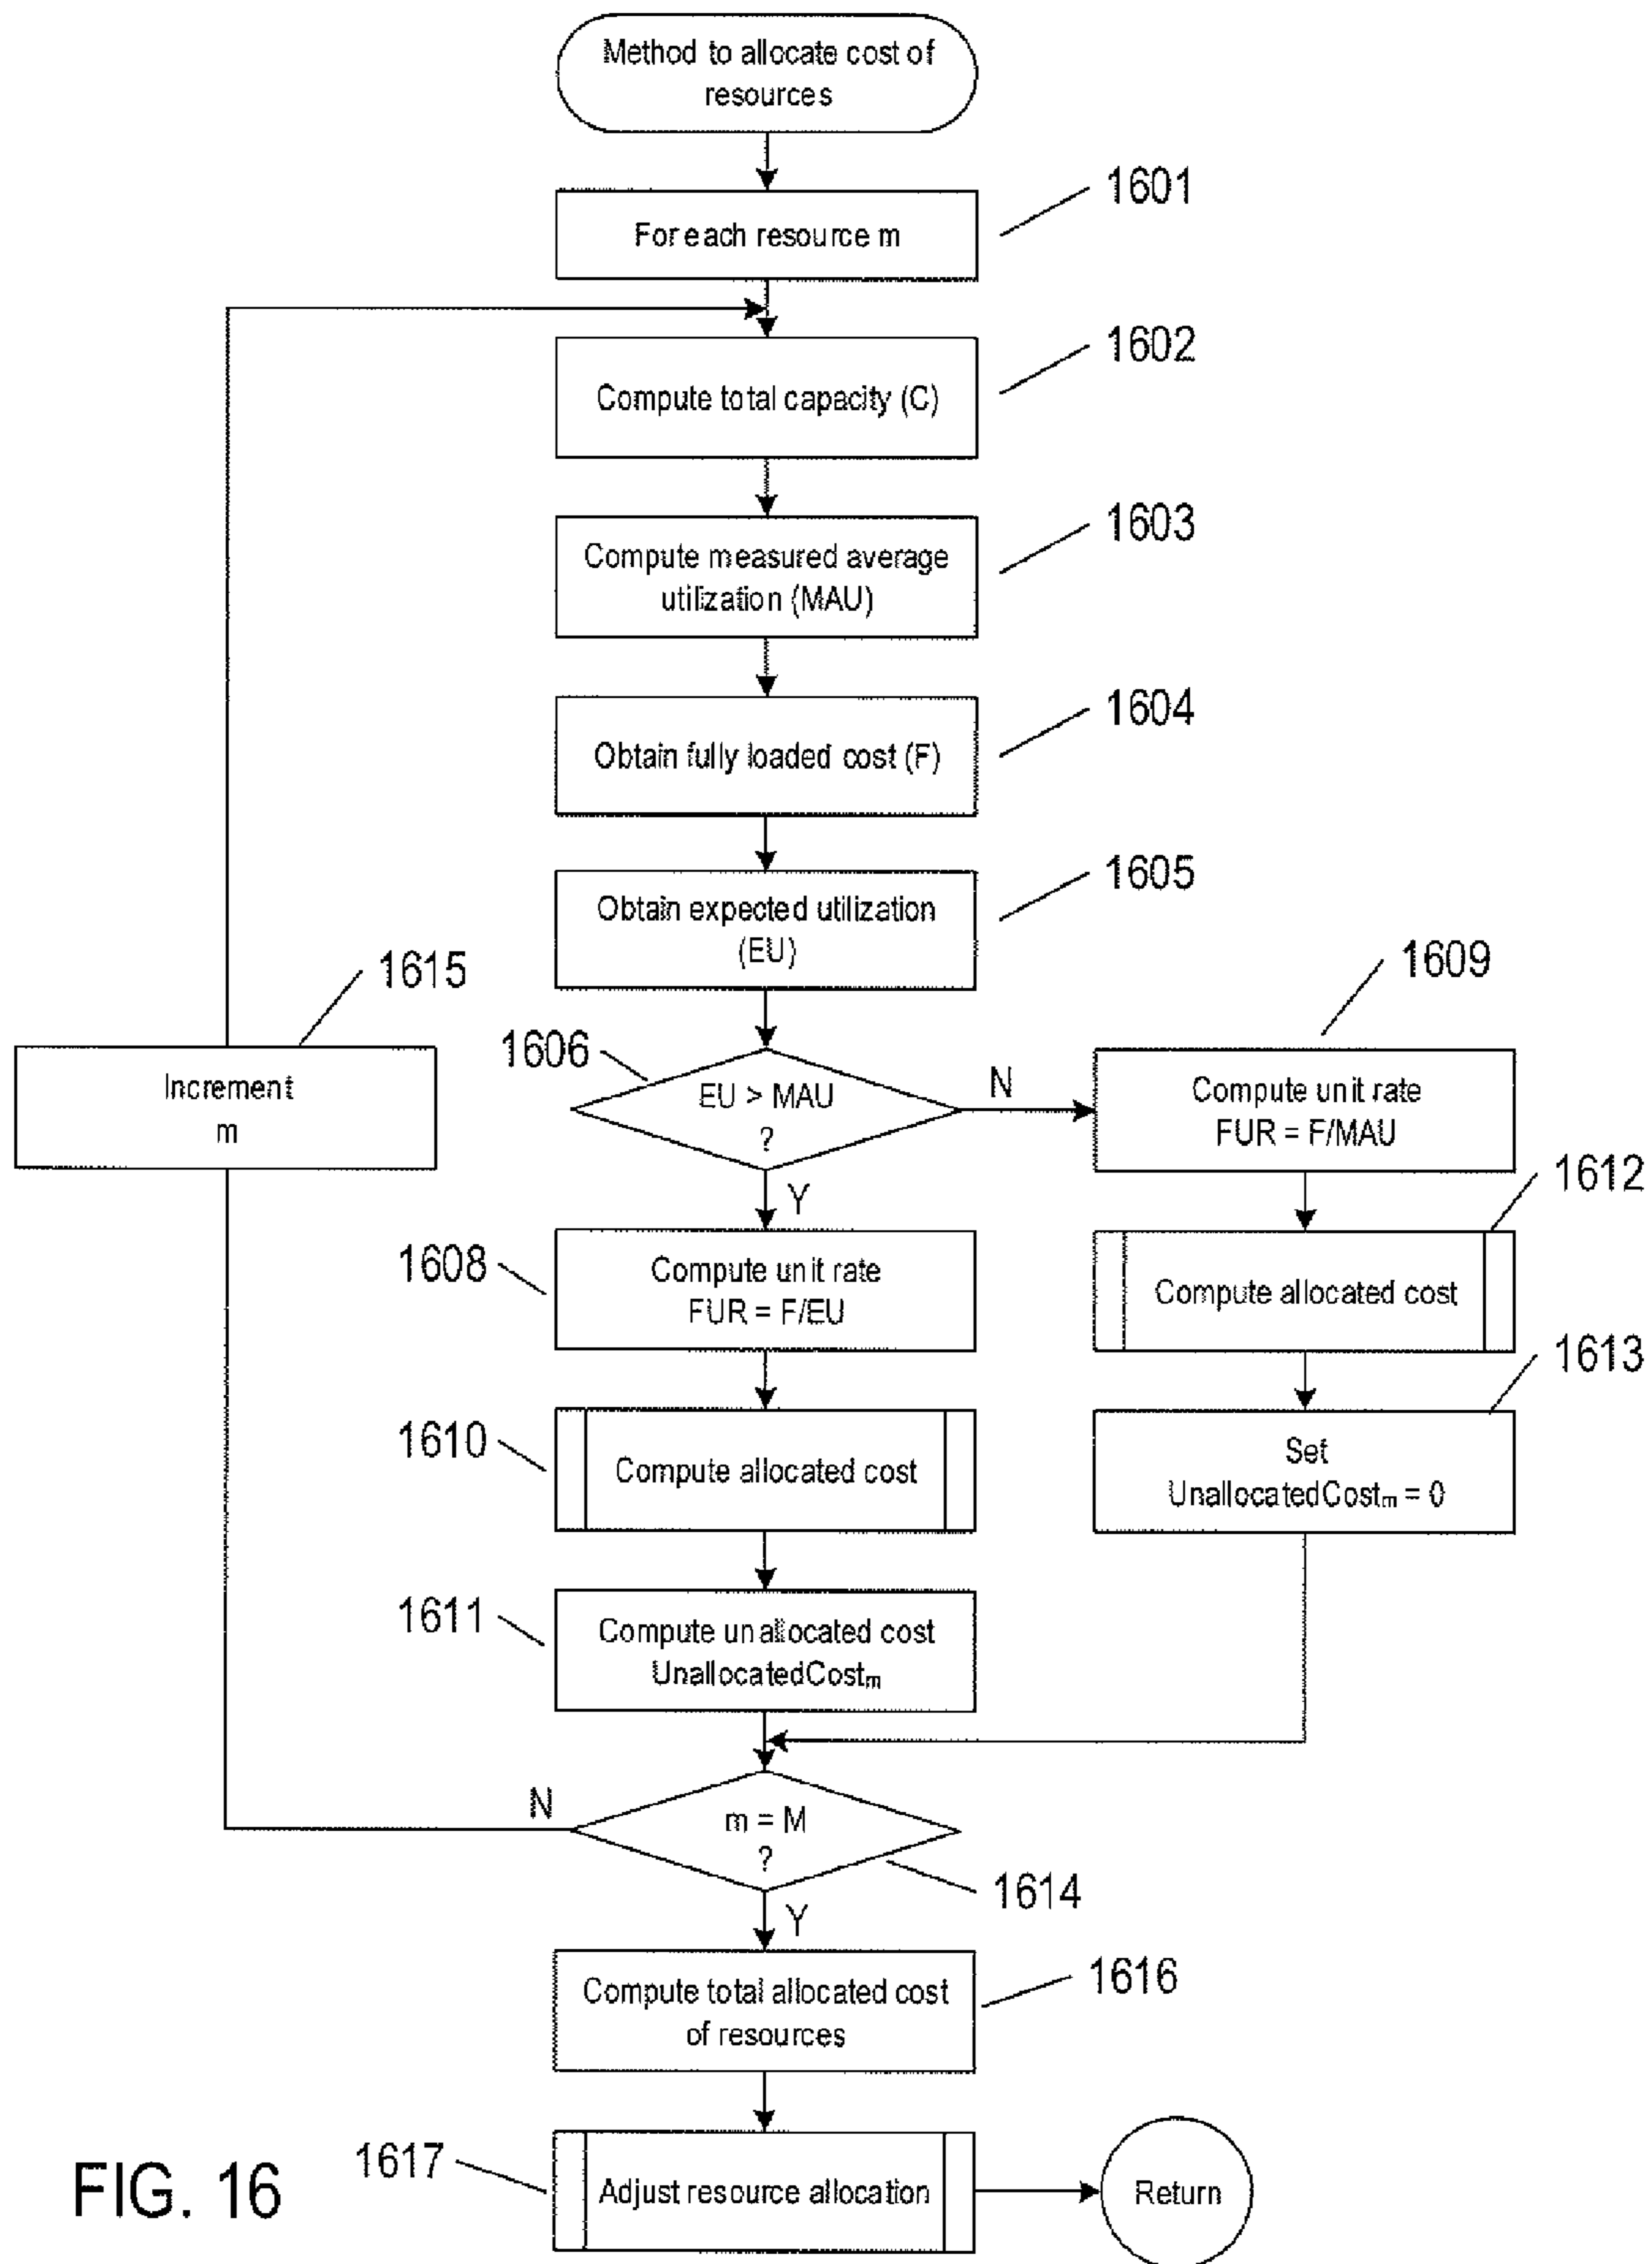 Method to allocate cost of
resources
1601
For each resource m
1602
Compute total capacity (C)
1603
Compute measured average
utilization (MAU)
1604
Obtain fully loaded cost (F)
1605
Obtain expected utilization
(EU)
1615
Increment
m
1606
EU > MAU
?
N
Y
1609
Compute unit rate
FUR = F/MAU
1608
Compute unit rate
FUR = F/EU
1612
Compute allocated cost
1610
Compute allocated cost
1613
Set
UnallocatedCostₘ = 0
1611
Compute unallocated cost
UnallocatedCostₘ
N
m = M
?
1614
Y
1616
Compute total allocated cost
of resources
1617
Adjust resource allocation
Return
FIG. 16